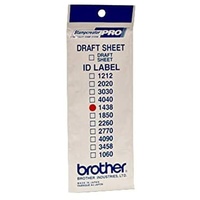 StampcreatorPRO
DRAFT SHEET
DRAFT
SHEET
ID LABEL
1212
2020
3030
4040
1438
1850
2260
2770
4090
3458
1060
brother
BROTHER INDUSTRIES, LTD.